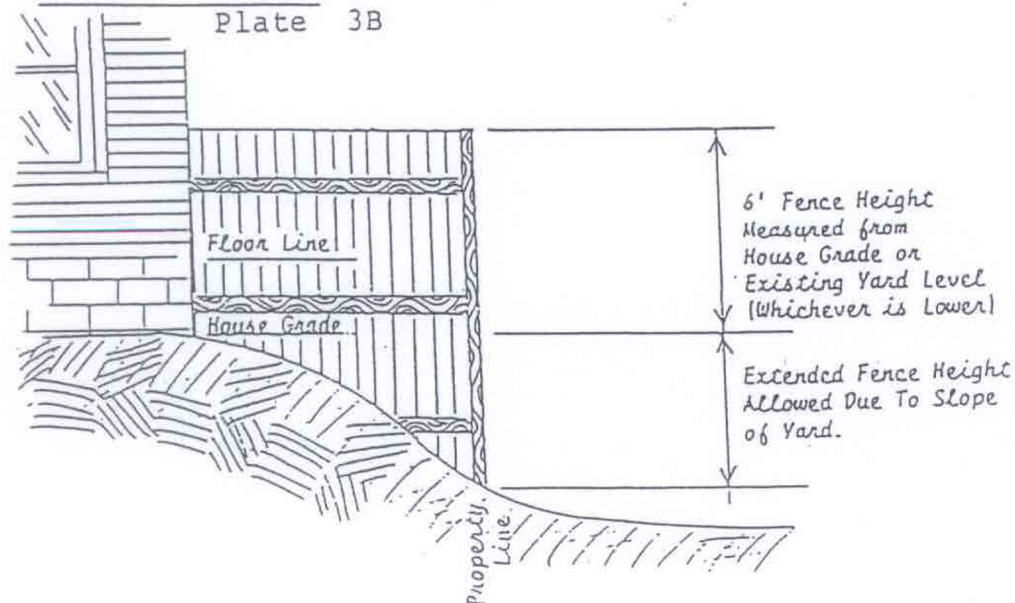 Plate 3B
Floor Line
House Grade
6' Fence Height
Measured from
House Grade or
Existing Yard Level
(Whichever is Lower)
Extended Fence Height
Allowed Due To Slope
of Yard.
Property
Line